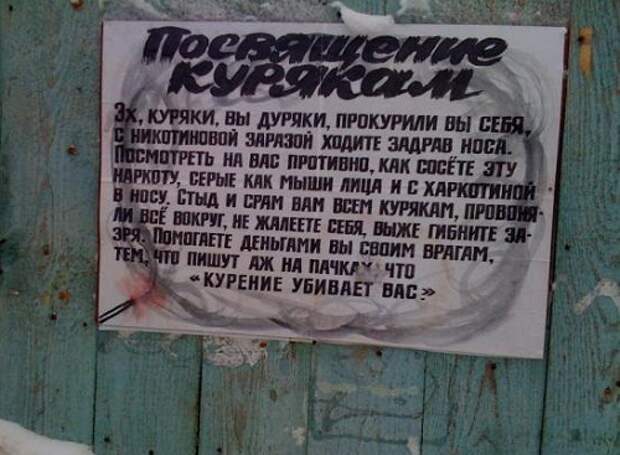 Посвящение
курякам
Эх, куряки, вы дуряки, прокурили вы себя,
с никотиновой заразой ходите задрав носа.
Посмотреть на вас противно, как сосёте эту
наркоту, серые как мыши лица и с харкотиной
в носу. Стыд и срам вам всем курякам, провоня-
ли всё вокруг, не жалеете себя, выже гибните за-
зря. Помогаете деньгами вы своим врагам,
тем, что пишут аж на пачках что
«курение убивает вас»